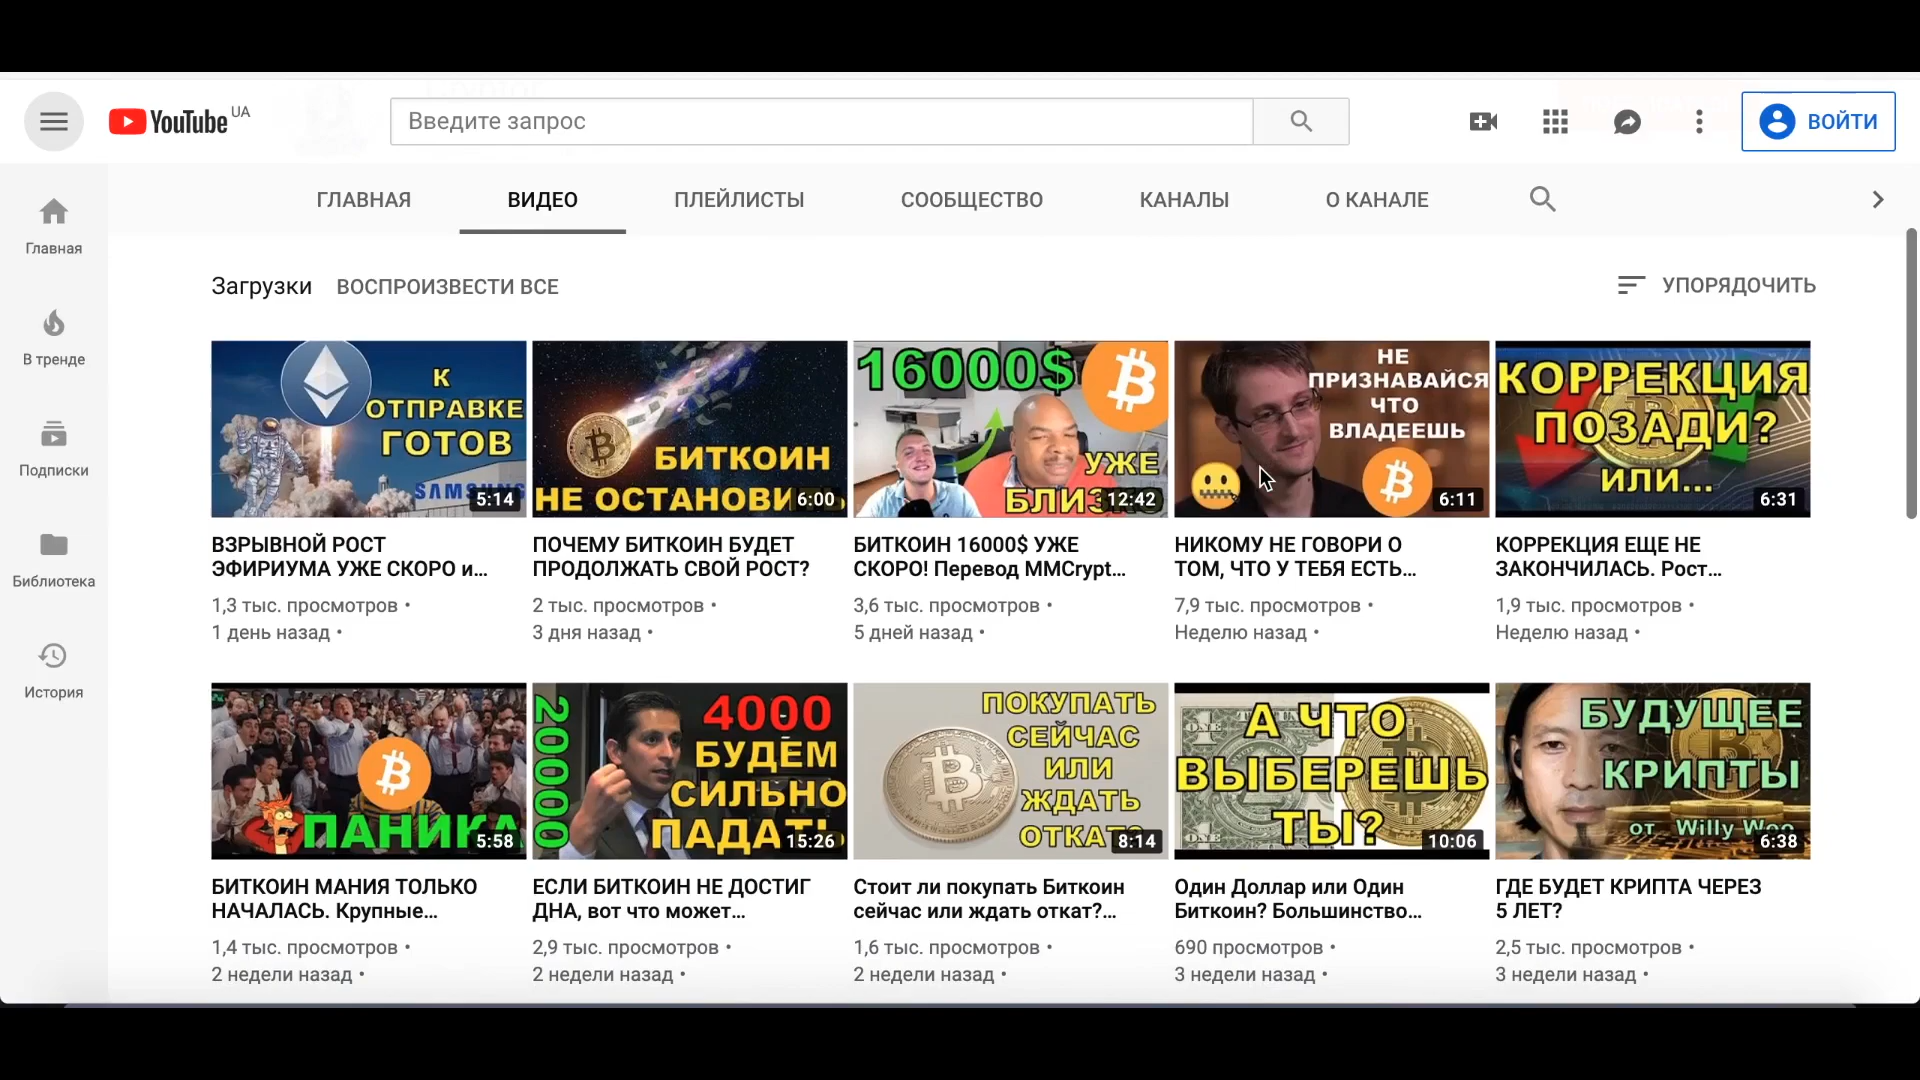 YouTube UA
Введите запрос
ВОЙТИ
ГЛАВНАЯ
ВИДЕО
ПЛЕЙЛИСТЫ
СООБЩЕСТВО
КАНАЛЫ
О КАНАЛЕ
Главная
В тренде
Подписки
Библиотека
История
Загрузки
ВОСПРОИЗВЕСТИ ВСЕ
УПОРЯДОЧИТЬ
К
ОТПРАВКЕ
ГОТОВ
SAMSUNG
5:14
ВЗРЫВНОЙ РОСТ
ЭФИРИУМА УЖЕ СКОРО и...
1,3 тыс. просмотров •
1 день назад •
БИТКОИН
НЕ ОСТАНОВИ
6:00
ПОЧЕМУ БИТКОИН БУДЕТ
ПРОДОЛЖАТЬ СВОЙ РОСТ?
2 тыс. просмотров •
3 дня назад •
16000$
УЖЕ
БЛИЗКО
12:42
БИТКОИН 16000$ УЖЕ
СКОРО! Перевод MMCrypt...
3,6 тыс. просмотров •
5 дней назад •
НЕ
ПРИЗНАВАЙСЯ
ЧТО
ВЛАДЕЕШЬ
6:11
НИКОМУ НЕ ГОВОРИ О
ТОМ, ЧТО У ТЕБЯ ЕСТЬ...
7,9 тыс. просмотров •
Неделю назад •
КОРРЕКЦИЯ
ПОЗАДИ?
ИЛИ...
6:31
КОРРЕКЦИЯ ЕЩЕ НЕ
ЗАКОНЧИЛАСЬ. Рост...
1,9 тыс. просмотров •
Неделю назад •
ПАНИКА
5:58
БИТКОИН МАНИЯ ТОЛЬКО
НАЧАЛАСЬ. Крупные...
1,4 тыс. просмотров •
2 недели назад •
20000
4000
БУДЕМ
СИЛЬНО
ПАДАТЬ
15:26
ЕСЛИ БИТКОИН НЕ ДОСТИГ
ДНА, вот что может...
2,9 тыс. просмотров •
2 недели назад •
ПОКУПАТЬ
СЕЙЧАС
ИЛИ
ЖДАТЬ
ОТКАТ?
8:14
Стоит ли покупать Биткоин
сейчас или ждать откат?...
1,6 тыс. просмотров •
2 недели назад •
А ЧТО
ВЫБЕРЕШЬ
ТЫ?
10:06
Один Доллар или Один
Биткоин? Большинство...
690 просмотров •
3 недели назад •
БУДУЩЕЕ
КРИПТЫ
от Willy Woo
6:38
ГДЕ БУДЕТ КРИПТА ЧЕРЕЗ
5 ЛЕТ?
2,5 тыс. просмотров •
3 недели назад •